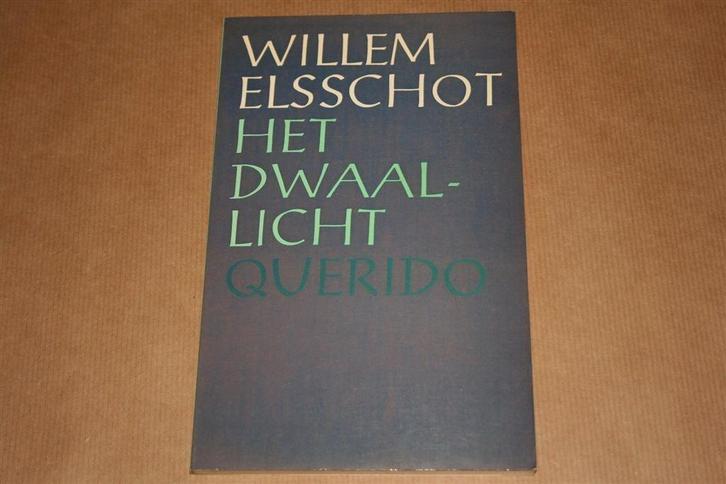 WILLEM
ELSSCHOT
HET
DWAAL-
LICHT
QUERIDO